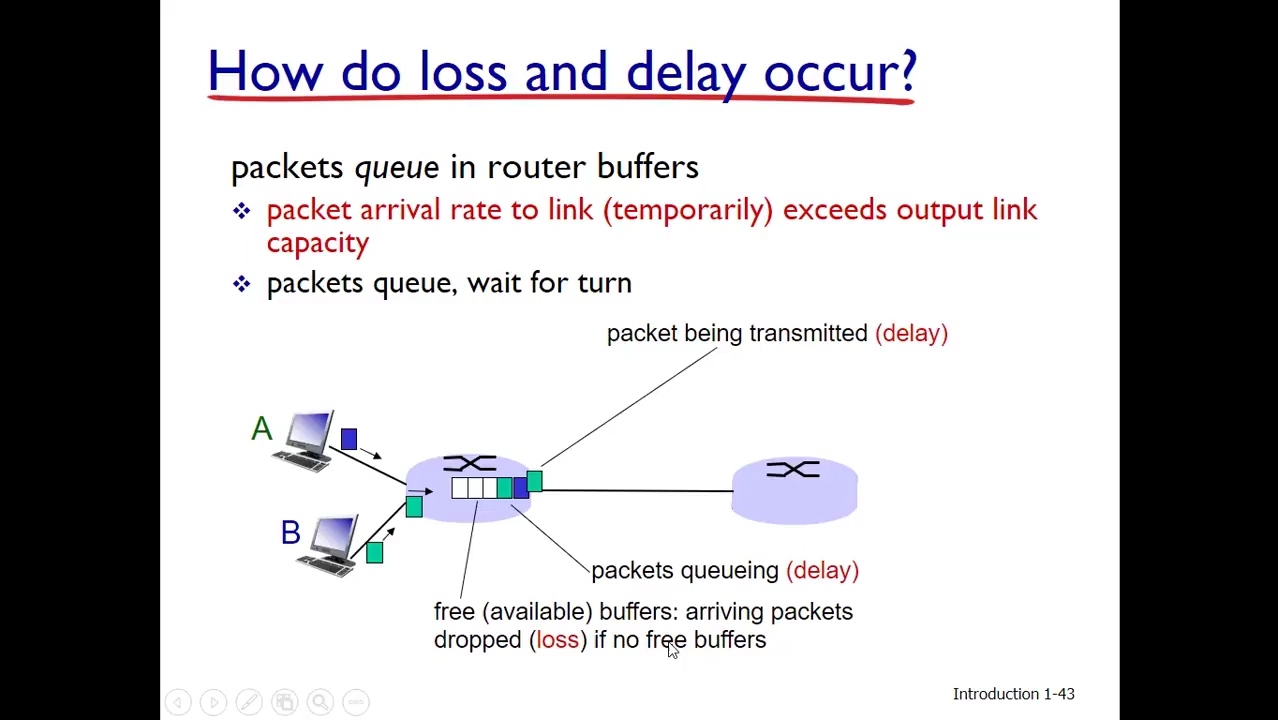 How do loss and delay occur?
packets queue in router buffers
packet arrival rate to link (temporarily) exceeds output link
capacity
packets queue, wait for turn
packet being transmitted (delay)
A
B
packets queueing (delay)
free (available) buffers: arriving packets
dropped (loss) if no free buffers
Introduction 1-43